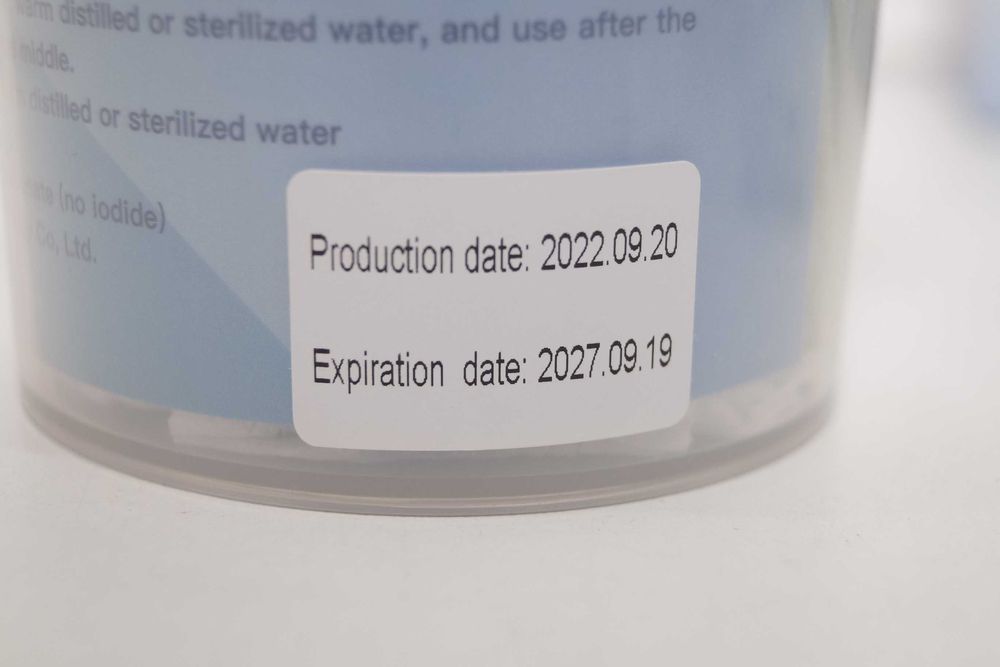 warm distilled or sterilized water, and use after the
middle.
distilled or sterilized water
(no iodide)
Co, Ltd.
Production date: 2022.09.20
Expiration date: 2027.09.19